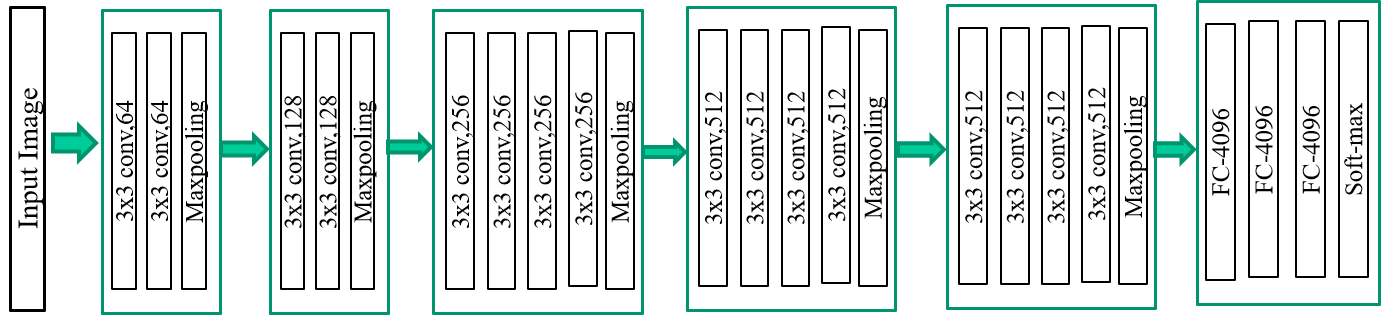 Input Image
3x3 conv,64
3x3 conv,64
Maxpooling
3x3 conv,128
3x3 conv,128
Maxpooling
3x3 conv,256
3x3 conv,256
3x3 conv,256
3x3 conv,256
Maxpooling
3x3 conv,512
3x3 conv,512
3x3 conv,512
3x3 conv,512
Maxpooling
3x3 conv,512
3x3 conv,512
3x3 conv,512
3x3 conv,512
Maxpooling
FC-4096
FC-4096
FC-4096
Soft-max